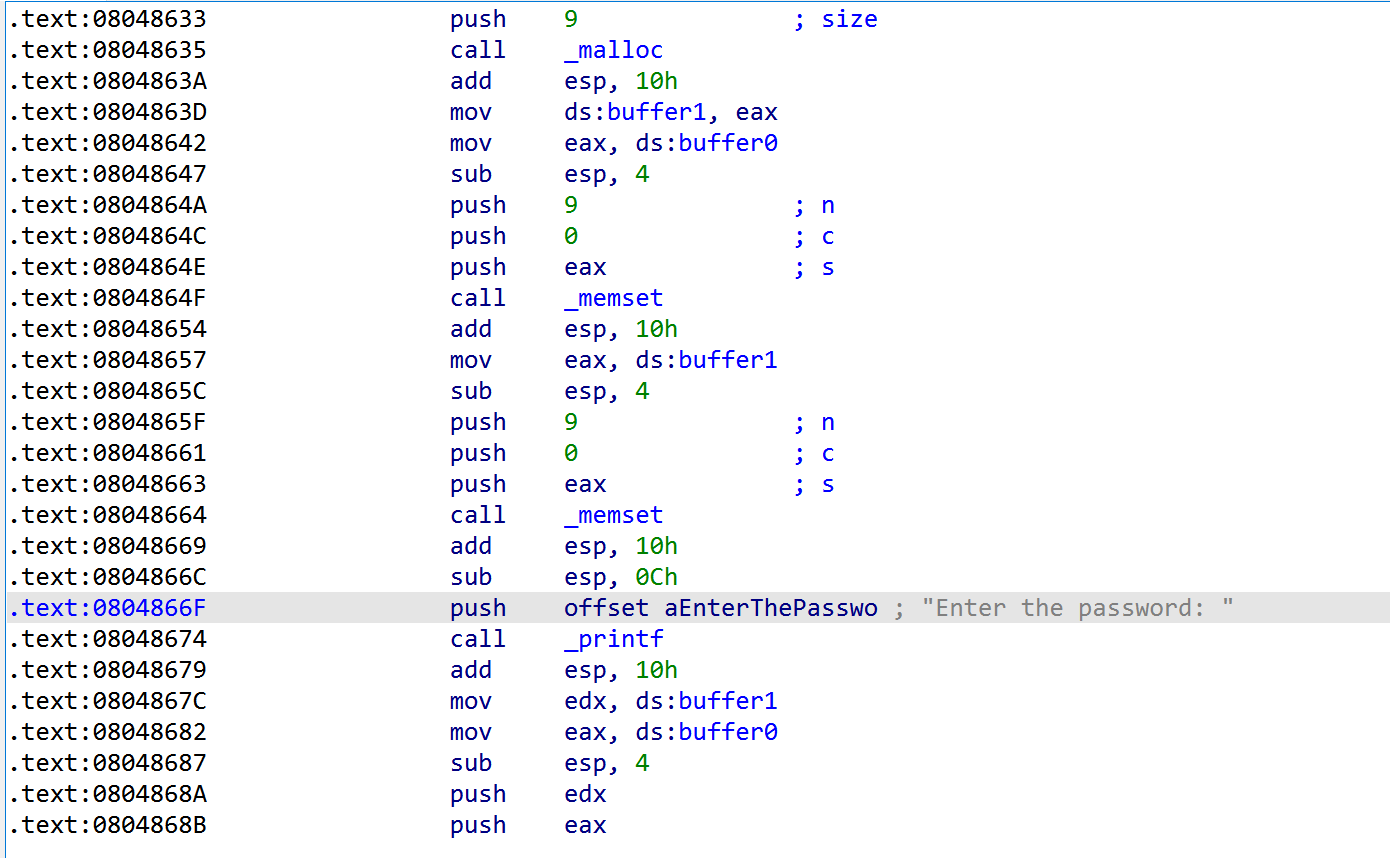 .text:08048633 push 9 ; size
.text:08048635 call _malloc
.text:0804863A add esp, 10h
.text:0804863D mov ds:buffer1, eax
.text:08048642 mov eax, ds:buffer0
.text:08048647 sub esp, 4
.text:0804864A push 9 ; n
.text:0804864C push 0 ; c
.text:0804864E push eax ; s
.text:0804864F call _memset
.text:08048654 add esp, 10h
.text:08048657 mov eax, ds:buffer1
.text:0804865C sub esp, 4
.text:0804865F push 9 ; n
.text:08048661 push 0 ; c
.text:08048663 push eax ; s
.text:08048664 call _memset
.text:08048669 add esp, 10h
.text:0804866C sub esp, 0Ch
.text:0804866F push offset aEnterThePasswo ; "Enter the password: "
.text:08048674 call _printf
.text:08048679 add esp, 10h
.text:0804867C mov edx, ds:buffer1
.text:08048682 mov eax, ds:buffer0
.text:08048687 sub esp, 4
.text:0804868A push edx
.text:0804868B push eax